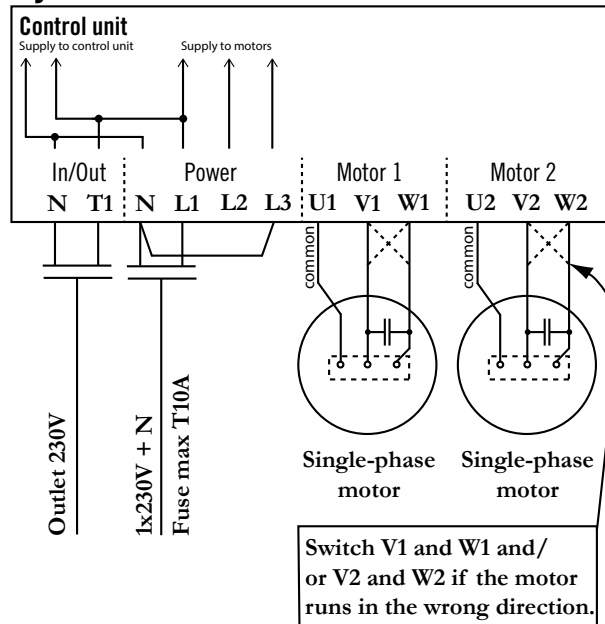 Control unit
Supply to control unit
Supply to motors
In/Out
Power
Motor 1
Motor 2
N T1 N L1 L2 L3 U1 V1 W1 U2 V2 W2
common
common
Outlet 230V
1x230V + N
Fuse max T10A
Single-phase
motor
Single-phase
motor
Switch V1 and W1 and/
or V2 and W2 if the motor
runs in the wrong direction.